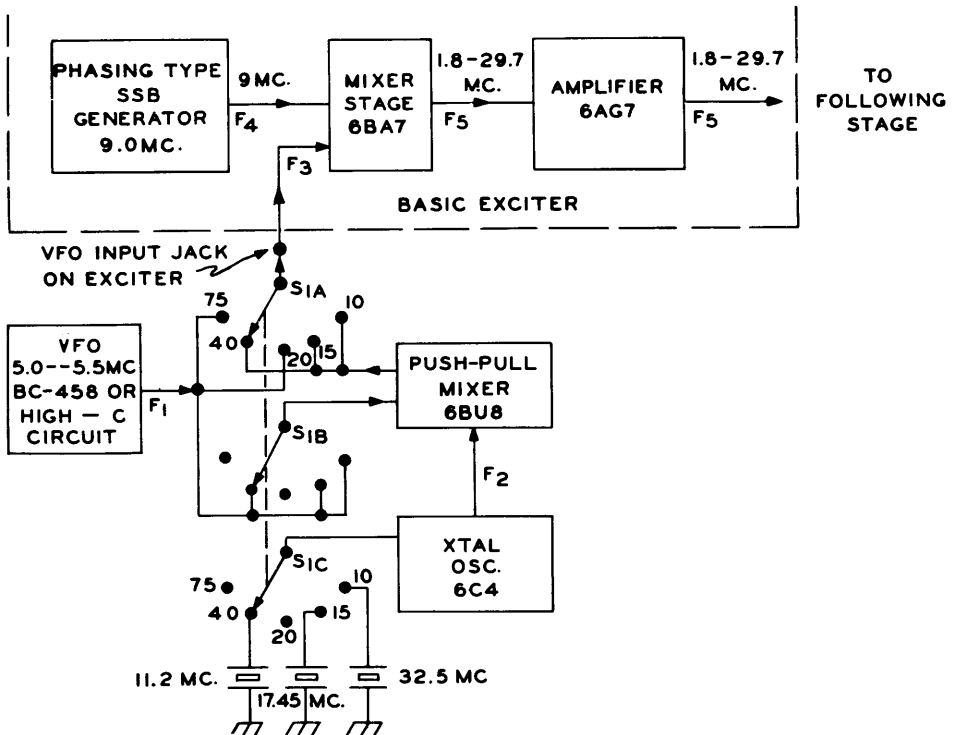 PHASING TYPE
SSB
GENERATOR
9.0MC.
9 MC.
F4
MIXER
STAGE
6BA7
1.8-29.7
MC.
F5
AMPLIFIER
6AG7
1.8-29.7
MC.
F5
TO
FOLLOWING
STAGE
F3
BASIC EXCITER
VFO INPUT JACK
ON EXCITER
S1A
75
40
20
15
10
VFO
5.0--5.5MC
BC-458 OR
HIGH - C
CIRCUIT
F1
PUSH-PULL
MIXER
6BU8
S1B
F2
S1C
XTAL
OSC.
6C4
75
40
20
15
10
11.2 MC.
17.45 MC.
32.5 MC